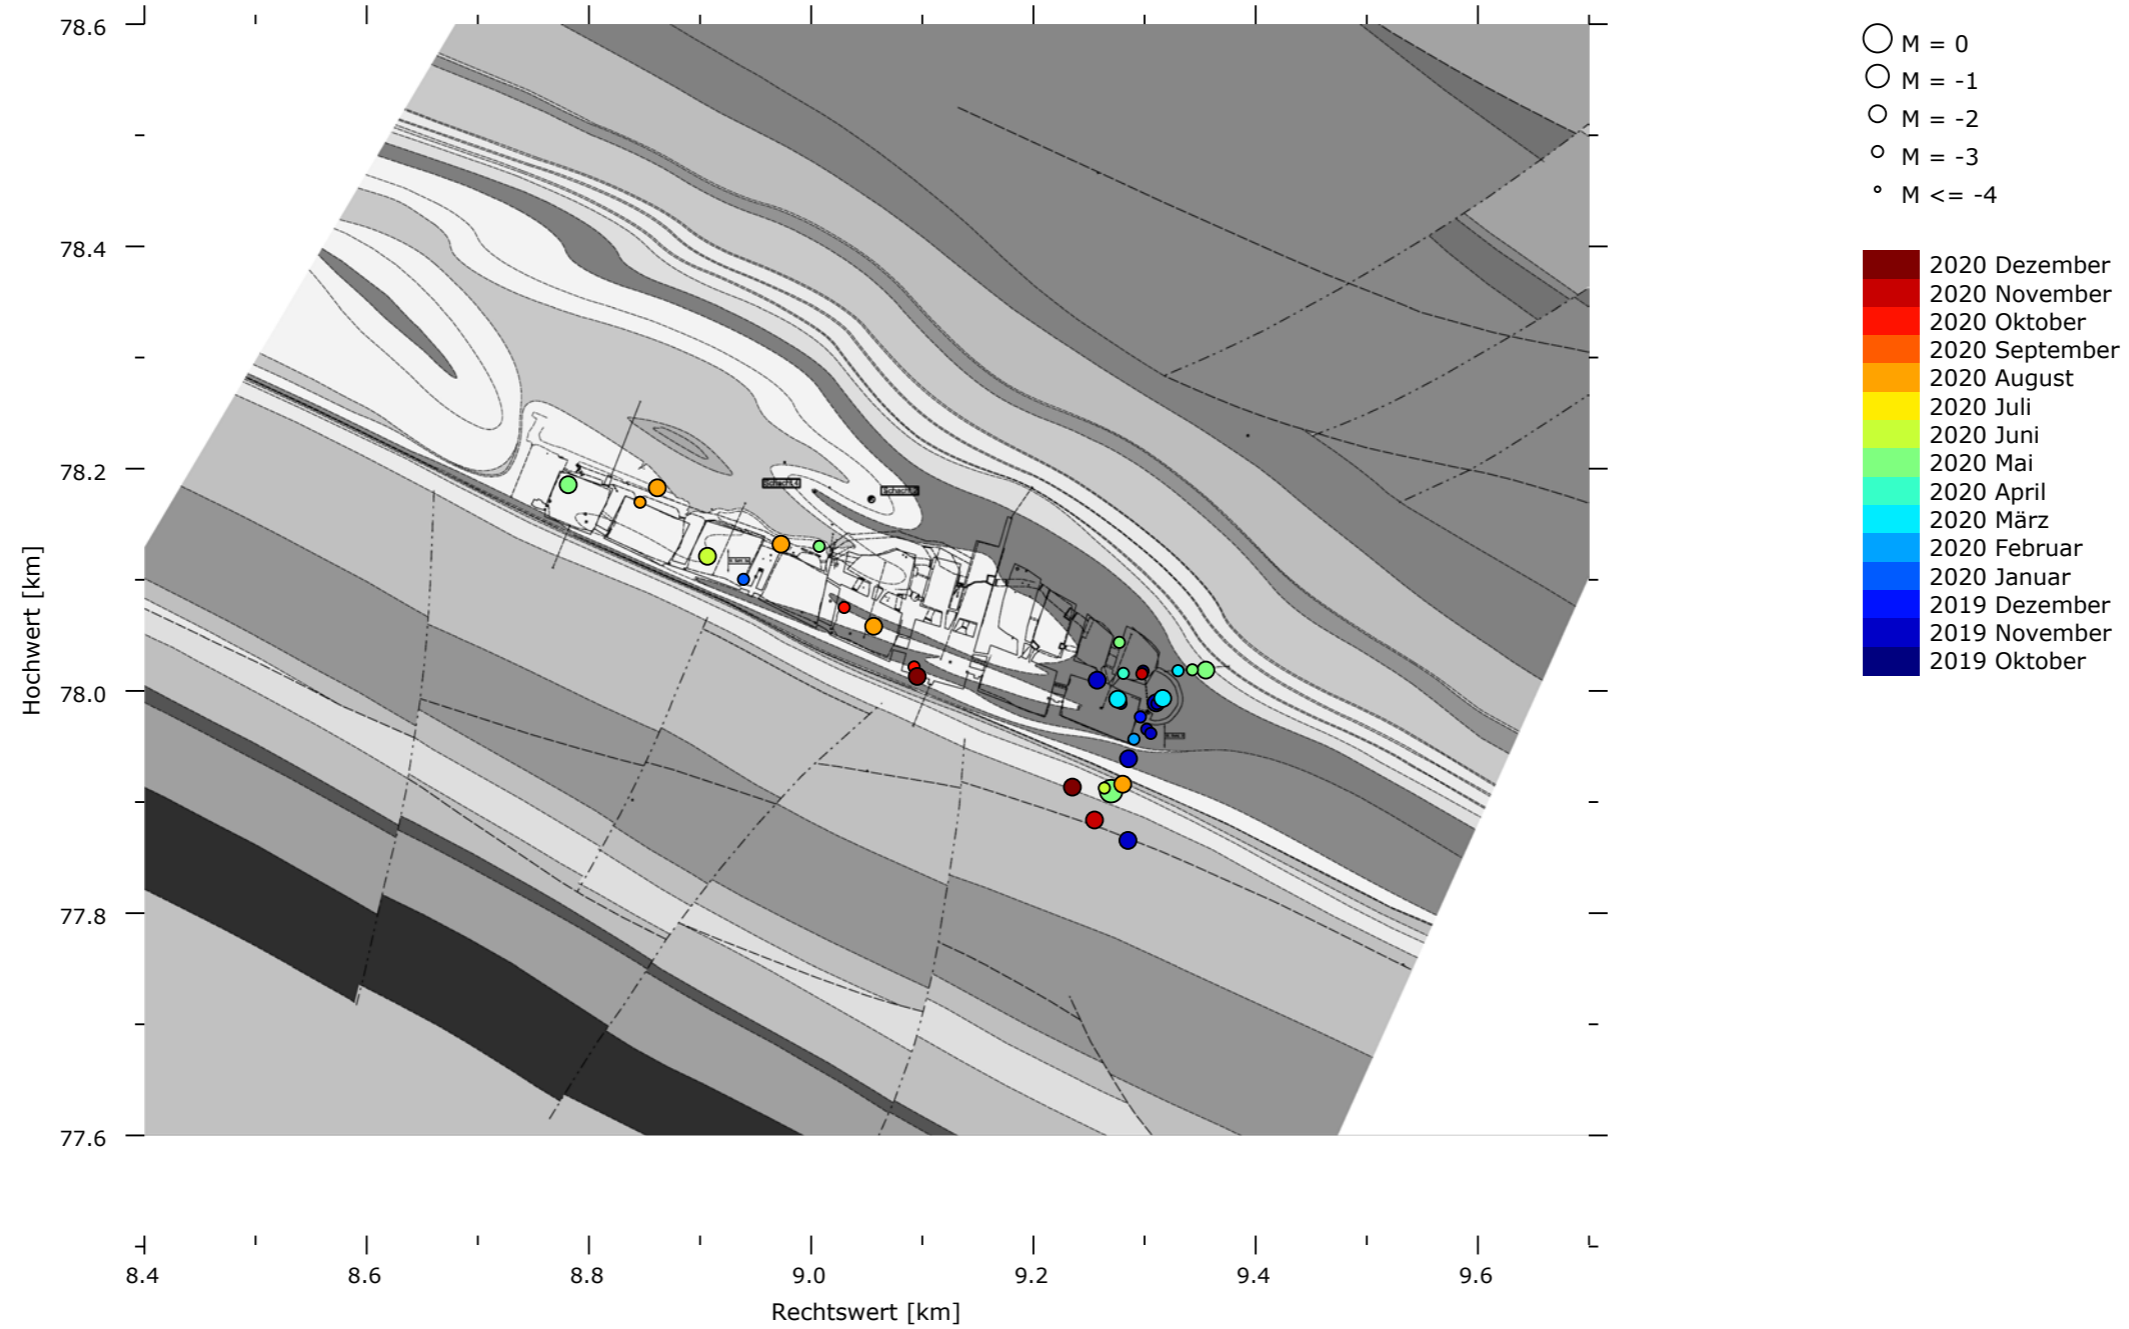 78.6
78.4
78.2
78.0
77.8
77.6
Hochwert [km]
8.4
8.6
8.8
9.0
9.2
9.4
9.6
Rechtswert [km]
M = 0
M = -1
M = -2
M = -3
M <= -4
2020 Dezember
2020 November
2020 Oktober
2020 September
2020 August
2020 Juli
2020 Juni
2020 Mai
2020 April
2020 März
2020 Februar
2020 Januar
2019 Dezember
2019 November
2019 Oktober